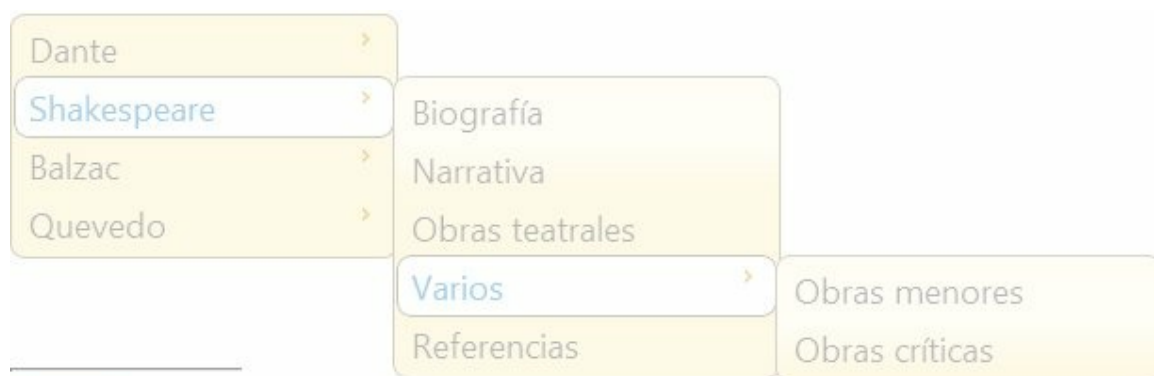 Dante
Shakespeare
Balzac
Quevedo
Biografía
Narrativa
Obras teatrales
Varios
Referencias
Obras menores
Obras críticas